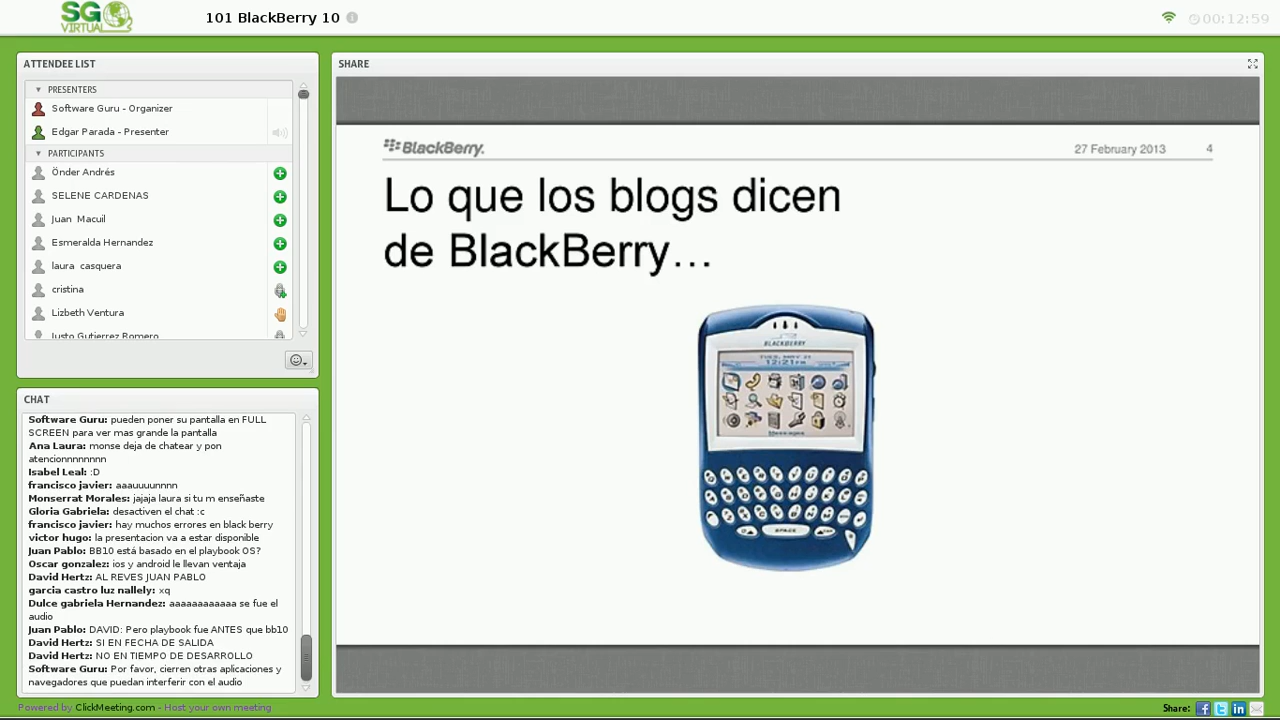 SG
VIRTUAL
101 BlackBerry 10
00:12:59
ATTENDEE LIST
PRESENTERS
Software Guru - Organizer
Edgar Parada - Presenter
PARTICIPANTS
Önder Andrés
SELENE CARDENAS
Juan Macuil
Esmeralda Hernandez
laura casquera
cristina
Lizbeth Ventura
Justo Gutierrez Romero
CHAT
Software Guru: pueden poner su pantalla en FULL
SCREEN para ver mas grande la pantalla
Ana Laura: monse deja de chatear y pon
atencionnnnnnnn
Isabel Leal: :D
francisco javier: aaauuuunnnn
Monserrat Morales: jajaja laura si tu m enseñaste
Gloria Gabriela: desactiven el chat :c
francisco javier: hay muchos errores en black berry
victor hugo: la presentacion va a estar disponible
Juan Pablo: BB10 está basado en el playbook OS?
Oscar gonzalez: ios y android le llevan ventaja
David Hertz: AL REVES JUAN PABLO
garcia castro luz nallely: xq
Dulce gabriela Hernandez: aaaaaaaaaaaa se fue el
audio
Juan Pablo: DAVID: Pero playbook fue ANTES que bb10
David Hertz: SI EN FECHA DE SALIDA
David Hertz: NO EN TIEMPO DE DESARROLLO
Software Guru: Por favor, cierren otras aplicaciones y
navegadores que puedan interferir con el audio
SHARE
BlackBerry.
27 February 2013 4
Lo que los blogs dicen
de BlackBerry…
BLACKBERRY
12:21PM
Messages
SPACE
Powered by ClickMeeting.com - Host your own meeting
Share: